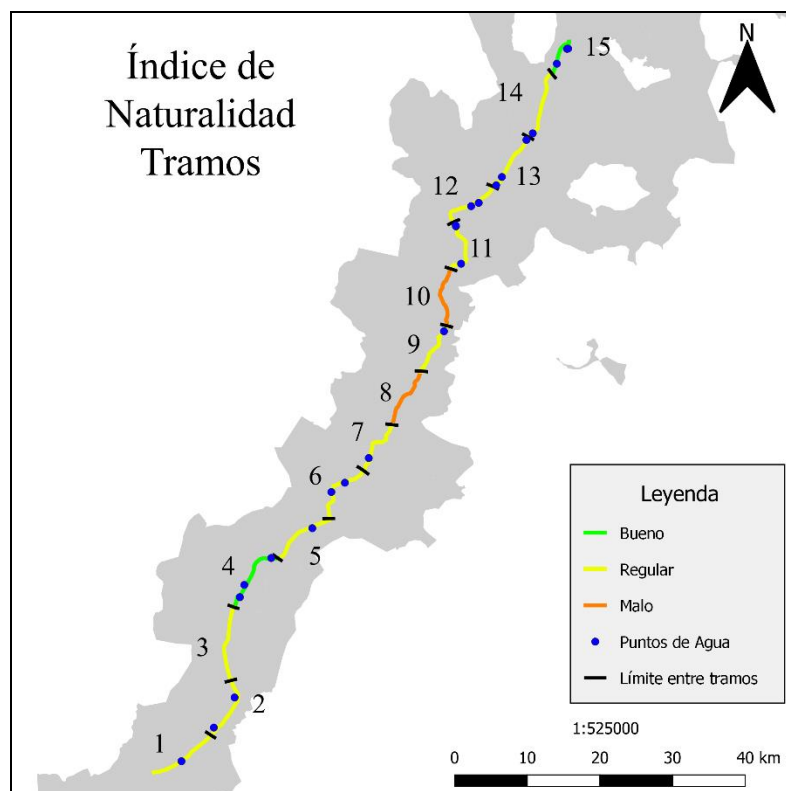 Índice de
Naturalidad
Tramos
N
15
14
13
12
11
10
9
8
7
6
5
4
3
2
1
Leyenda
Bueno
Regular
Malo
Puntos de Agua
Límite entre tramos
1:525000
0 10 20 30 40 km